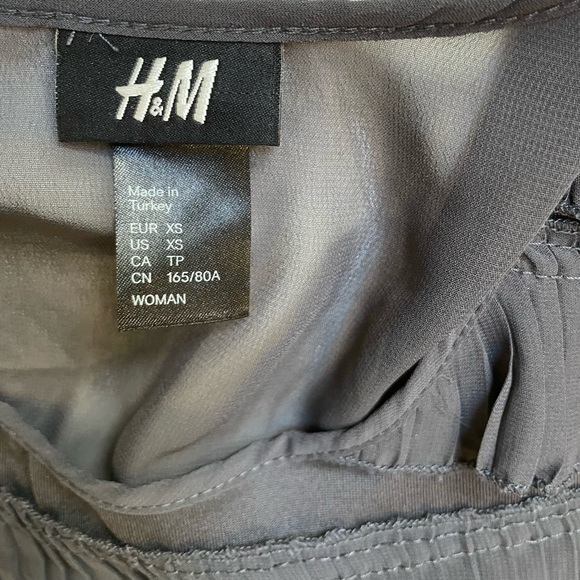 H&M
Made in
Turkey
EUR XS
US XS
CA TP
CN 165/80A
WOMAN